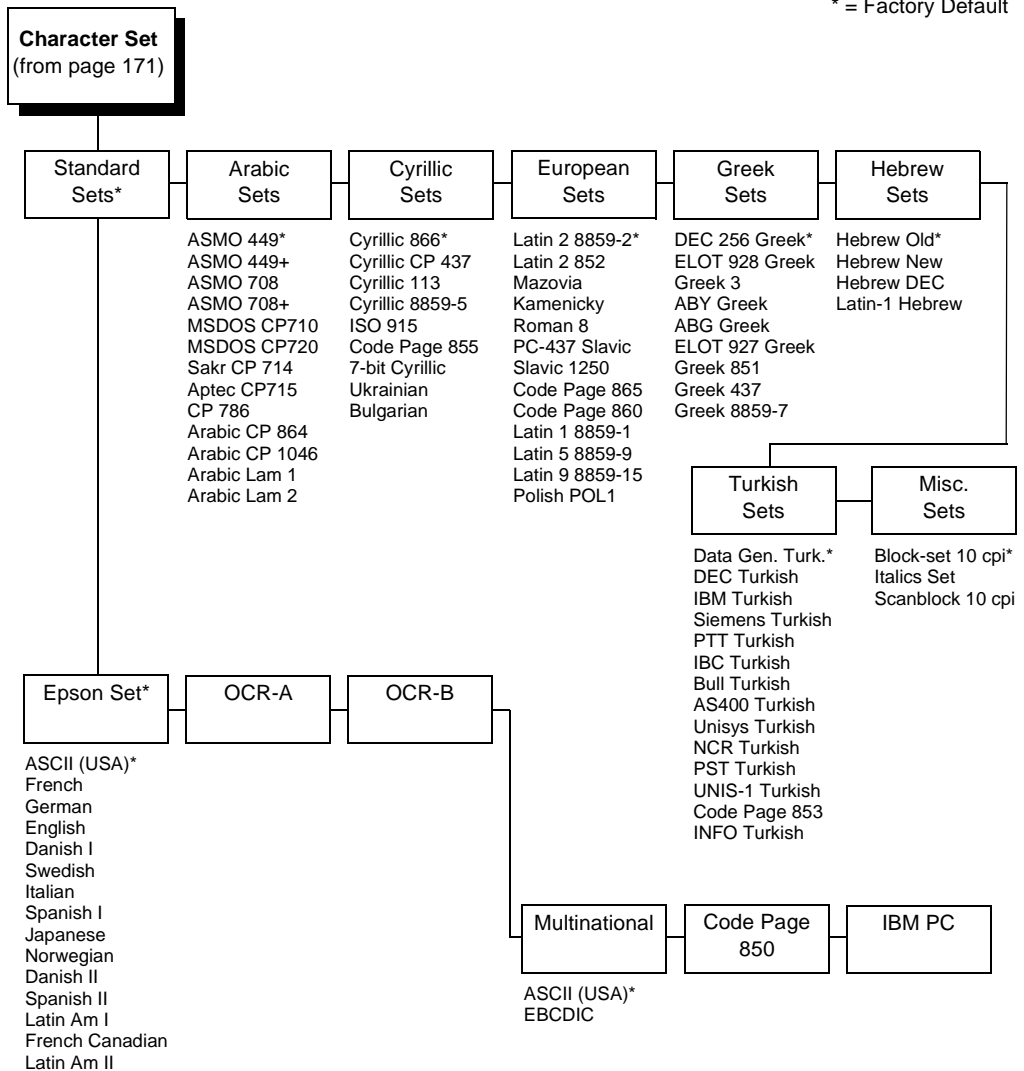 * = Factory Default
Character Set
(from page 171)
Standard
Sets*
Arabic
Sets
Cyrillic
Sets
European
Sets
Greek
Sets
Hebrew
Sets
ASMO 449*
ASMO 449+
ASMO 708
ASMO 708+
MSDOS CP710
MSDOS CP720
Sakr CP 714
Aptec CP715
CP 786
Arabic CP 864
Arabic CP 1046
Arabic Lam 1
Arabic Lam 2
Cyrillic 866*
Cyrillic CP 437
Cyrillic 113
Cyrillic 8859-5
ISO 915
Code Page 855
7-bit Cyrillic
Ukrainian
Bulgarian
Latin 2 8859-2*
Latin 2 852
Mazovia
Kamenicky
Roman 8
PC-437 Slavic
Slavic 1250
Code Page 865
Code Page 860
Latin 1 8859-1
Latin 5 8859-9
Latin 9 8859-15
Polish POL1
DEC 256 Greek*
ELOT 928 Greek
Greek 3
ABY Greek
ABG Greek
ELOT 927 Greek
Greek 851
Greek 437
Greek 8859-7
Hebrew Old*
Hebrew New
Hebrew DEC
Latin-1 Hebrew
Turkish
Sets
Misc.
Sets
Data Gen. Turk.*
DEC Turkish
IBM Turkish
Siemens Turkish
PTT Turkish
IBC Turkish
Bull Turkish
AS400 Turkish
Unisys Turkish
NCR Turkish
PST Turkish
UNIS-1 Turkish
Code Page 853
INFO Turkish
Block-set 10 cpi*
Italics Set
Scanblock 10 cpi
Epson Set*
OCR-A
OCR-B
ASCII (USA)*
French
German
English
Danish I
Swedish
Italian
Spanish I
Japanese
Norwegian
Danish II
Spanish II
Latin Am I
French Canadian
Latin Am II
Multinational
Code Page
850
IBM PC
ASCII (USA)*
EBCDIC